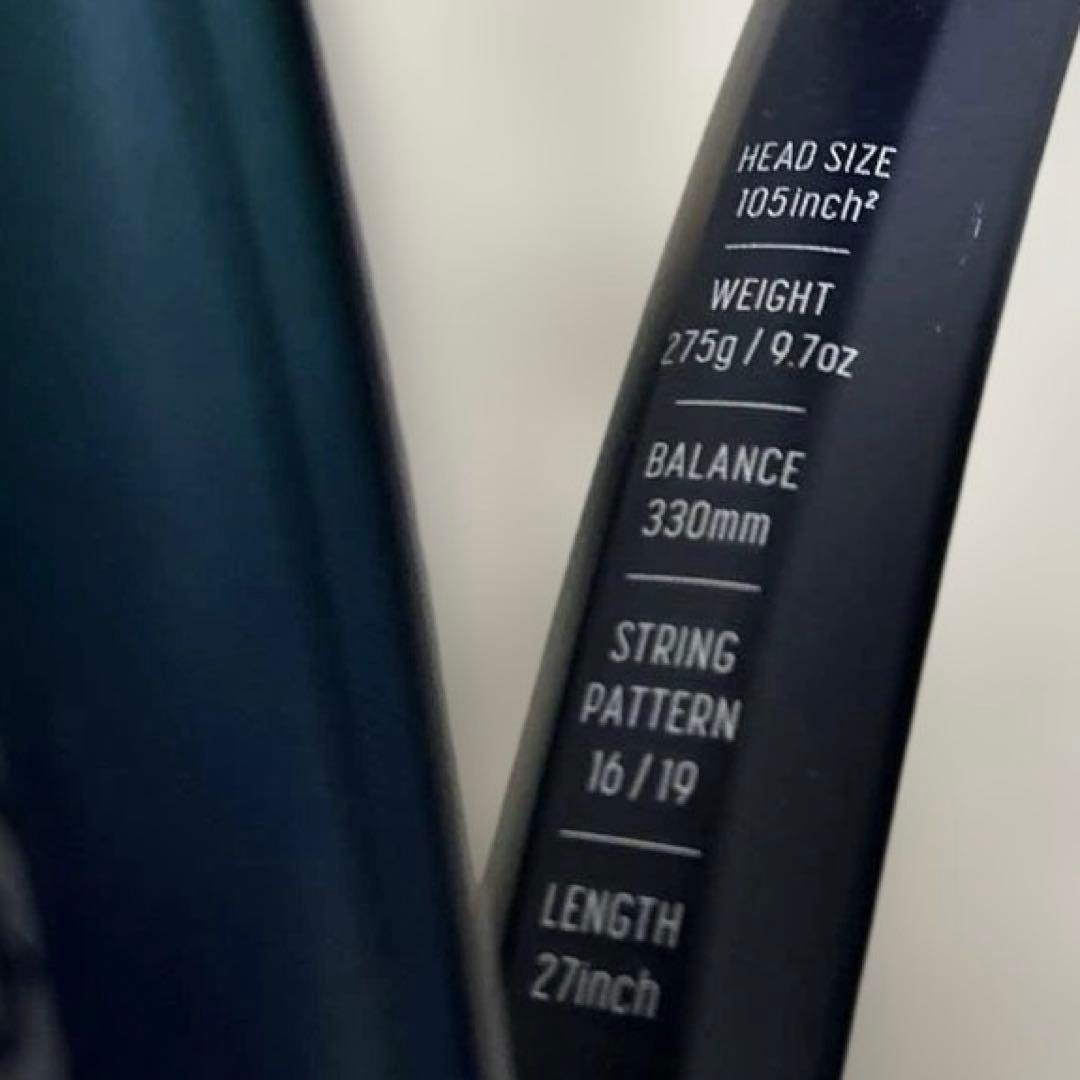 HEAD SIZE
105inch²
WEIGHT
275g / 9.7oz
BALANCE
330mm
STRING
PATTERN
16 / 19
LENGTH
27inch